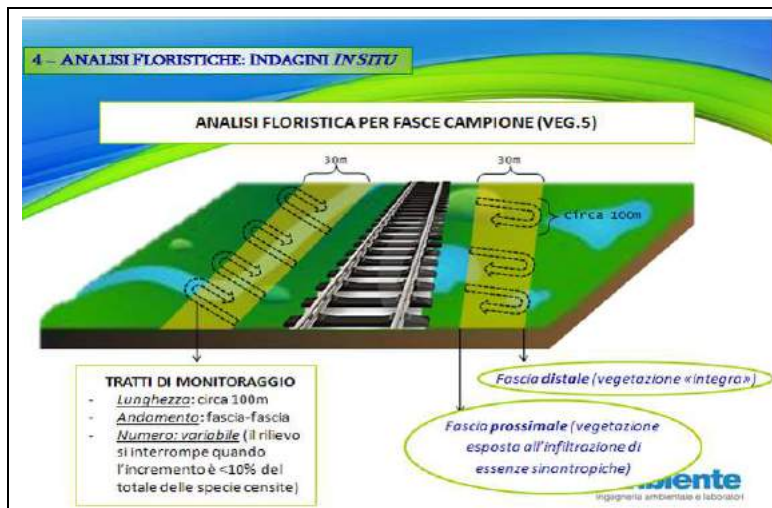 4 – ANALISI FLORISTICHE: INDAGINI IN SITU
ANALISI FLORISTICA PER FASCE CAMPIONE (VEG.5)
30m
30m
circa 100m
TRATTI DI MONITORAGGIO
- Lunghezza: circa 100m
- Andamento: fascia-fascia
- Numero: variabile (il rilievo
si interrompe quando
l'incremento è <10% del
totale delle specie censite)
Fascia distale (vegetazione «integra»)
Fascia prossimale (vegetazione
esposta all'infiltrazione di
essenze sinantropiche)
biente
ingegneria ambientale e laboratori